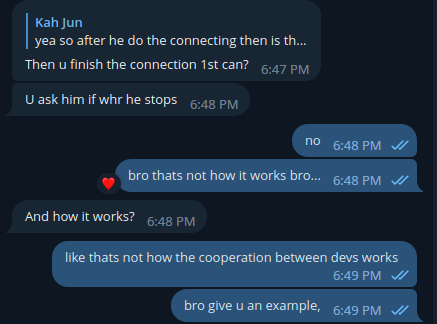 Kah Jun
yea so after he do the connecting then is th...
Then u finish the connection 1st can? 6:47 PM
U ask him if whr he stops 6:48 PM
no 6:48 PM
bro thats not how it works bro... 6:48 PM
And how it works? 6:48 PM
like thats not how the cooperation between devs works
6:49 PM
bro give u an example, 6:49 PM